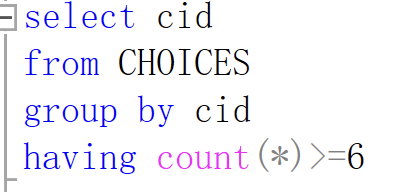 select cid
from CHOICES
group by cid
having count(*)>=6